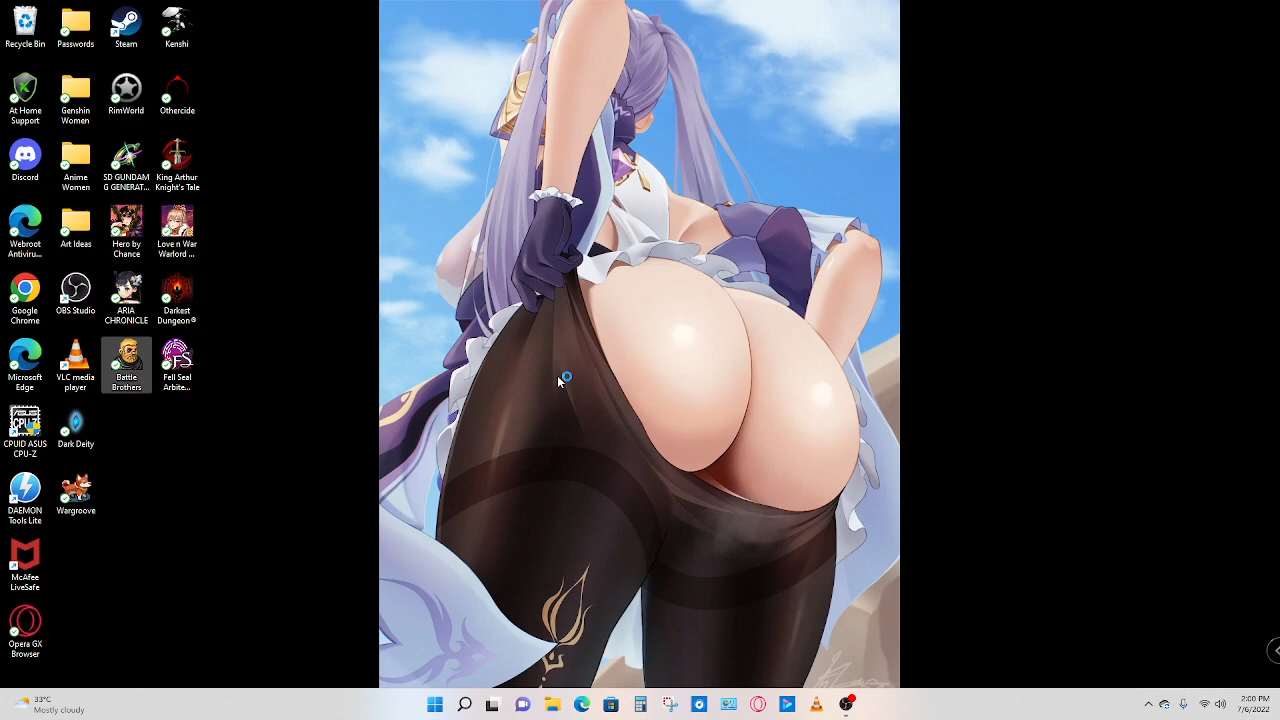 Recycle Bin
Passwords
Steam
Kenshi
At Home
Support
Genshin
Women
RimWorld
Othercide
Discord
Anime
Women
SD GUNDAM
G GENERAT...
King Arthur
Knight's Tale
Webroot
Antiviru...
Art Ideas
Hero by
Chance
Love n War
Warlord ...
Google
Chrome
OBS Studio
ARIA
CHRONICLE
Darkest
Dungeon®
Microsoft
Edge
VLC media
player
Battle
Brothers
FS
Fell Seal
Arbite...
CPU-Z
CPUID ASUS
CPU-Z
Dark Deity
DAEMON
Tools Lite
Wargroove
McAfee
LiveSafe
Opera GX
Browser
33°C
Mostly cloudy
2:00 PM
7/6/2022